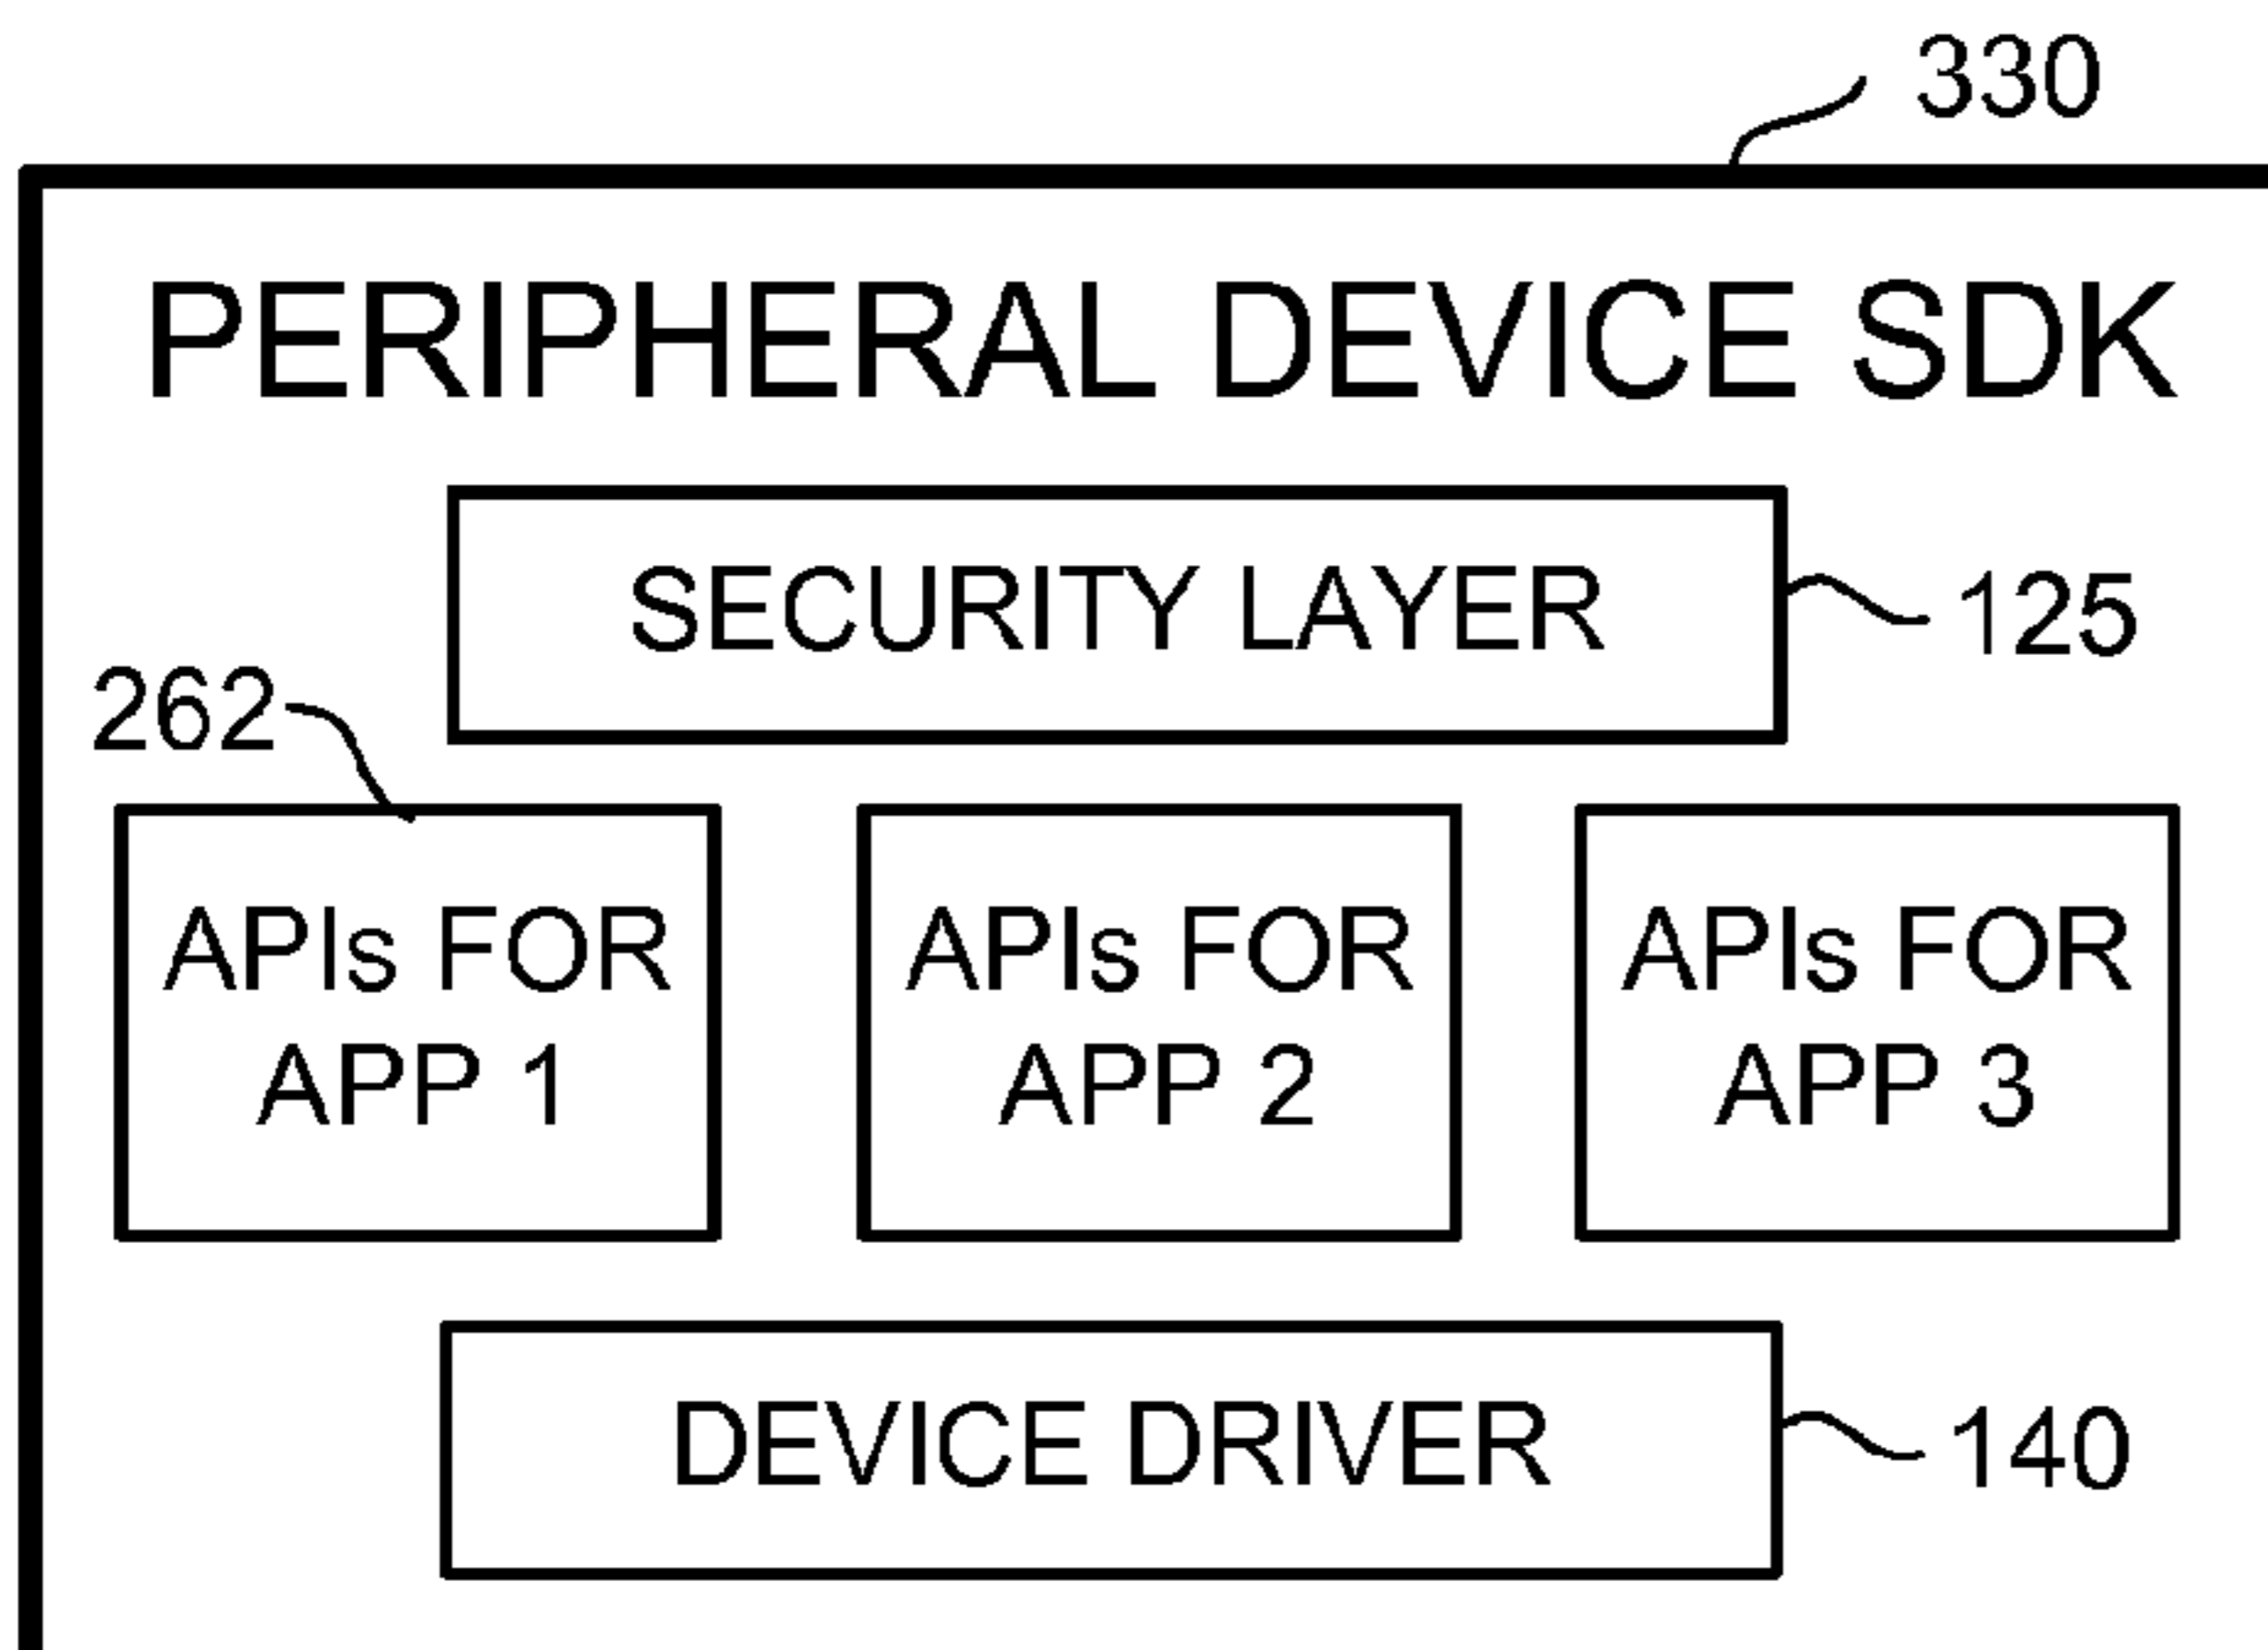 330
PERIPHERAL DEVICE SDK
SECURITY LAYER
125
262
APIs FOR
APP 1
APIs FOR
APP 2
APIs FOR
APP 3
DEVICE DRIVER
140